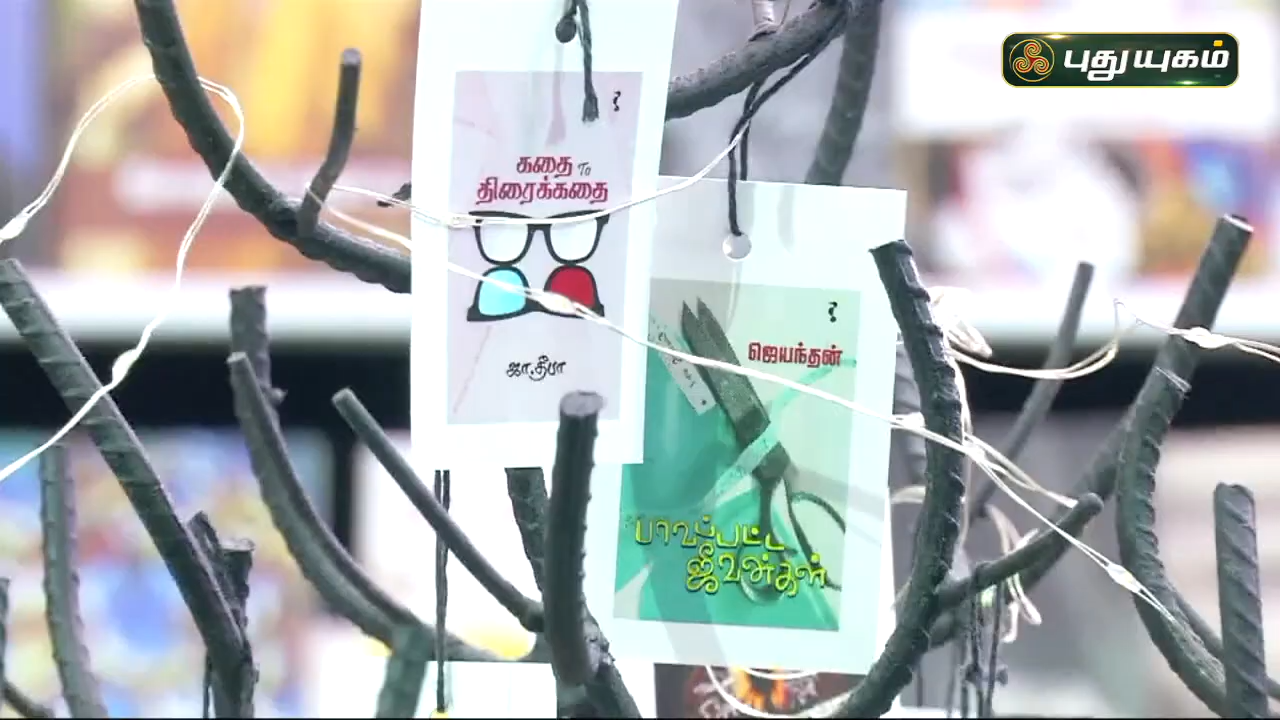 புதுயுகம்
கதை To
திரைக்கதை
ஜா.தீபா
ஜெயந்தன்
பாவப்பட்ட
ஜீவன்கள்